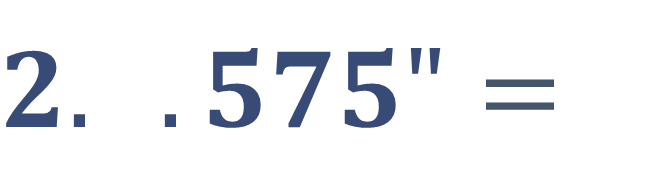 2. .575" =